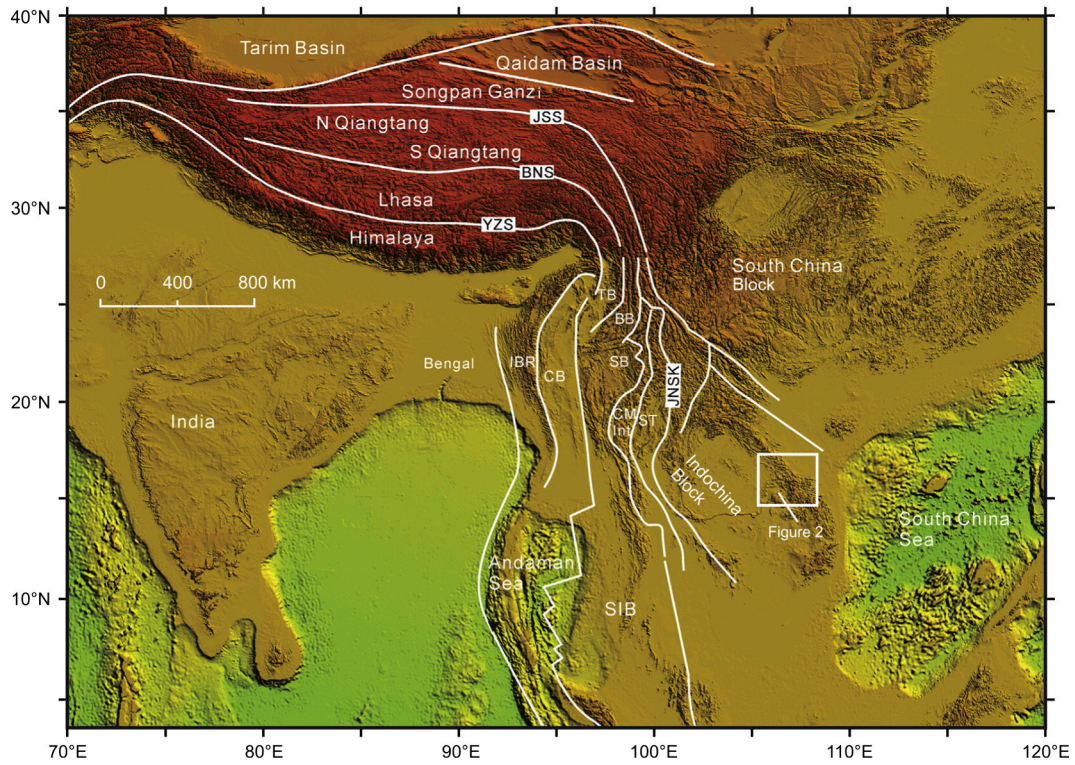 40°N
Tarim Basin
Qaidam Basin
Songpan Ganzi
JSS
N Qiangtang
S Qiangtang
BNS
Lhasa
30°N
YZS
Himalaya
South China
Block
0 400 800 km
TB
BB
Bengal
IBR
CB
SB
JNSK
20°N
India
CM
Int
ST
Indochina
Block
Figure 2
South China
Sea
Andaman
Sea
10°N
SIB
70°E
80°E
90°E
100°E
110°E
120°E